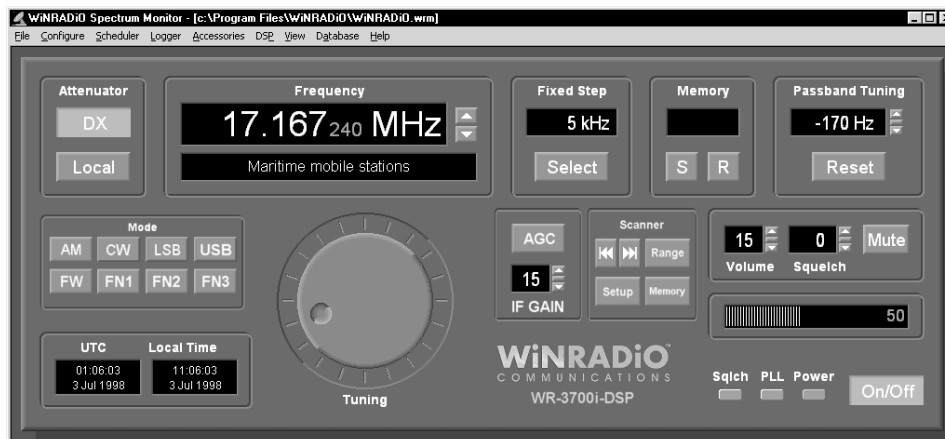 WiNRADiO Spectrum Monitor - [c:\Program Files\WiNRADiO\WiNRADiO.wrm]
File Configure Scheduler Logger Accessories DSP View Database Help
Attenuator
DX
Local
Frequency
17.167240 MHz
Maritime mobile stations
Fixed Step
5 kHz
Select
Memory
S R
Passband Tuning
-170 Hz
Reset
Mode
AM CW LSB USB
FW FN1 FN2 FN3
UTC Local Time
01:06:03 11:06:03
3 Jul 1998 3 Jul 1998
Tuning
AGC
15
IF GAIN
Scanner
Range
Setup Memory
WiNRADiO™
COMMUNICATIONS
WR-3700i-DSP
15 0 Mute
Volume Squelch
50
Sqlch PLL Power
On/Off